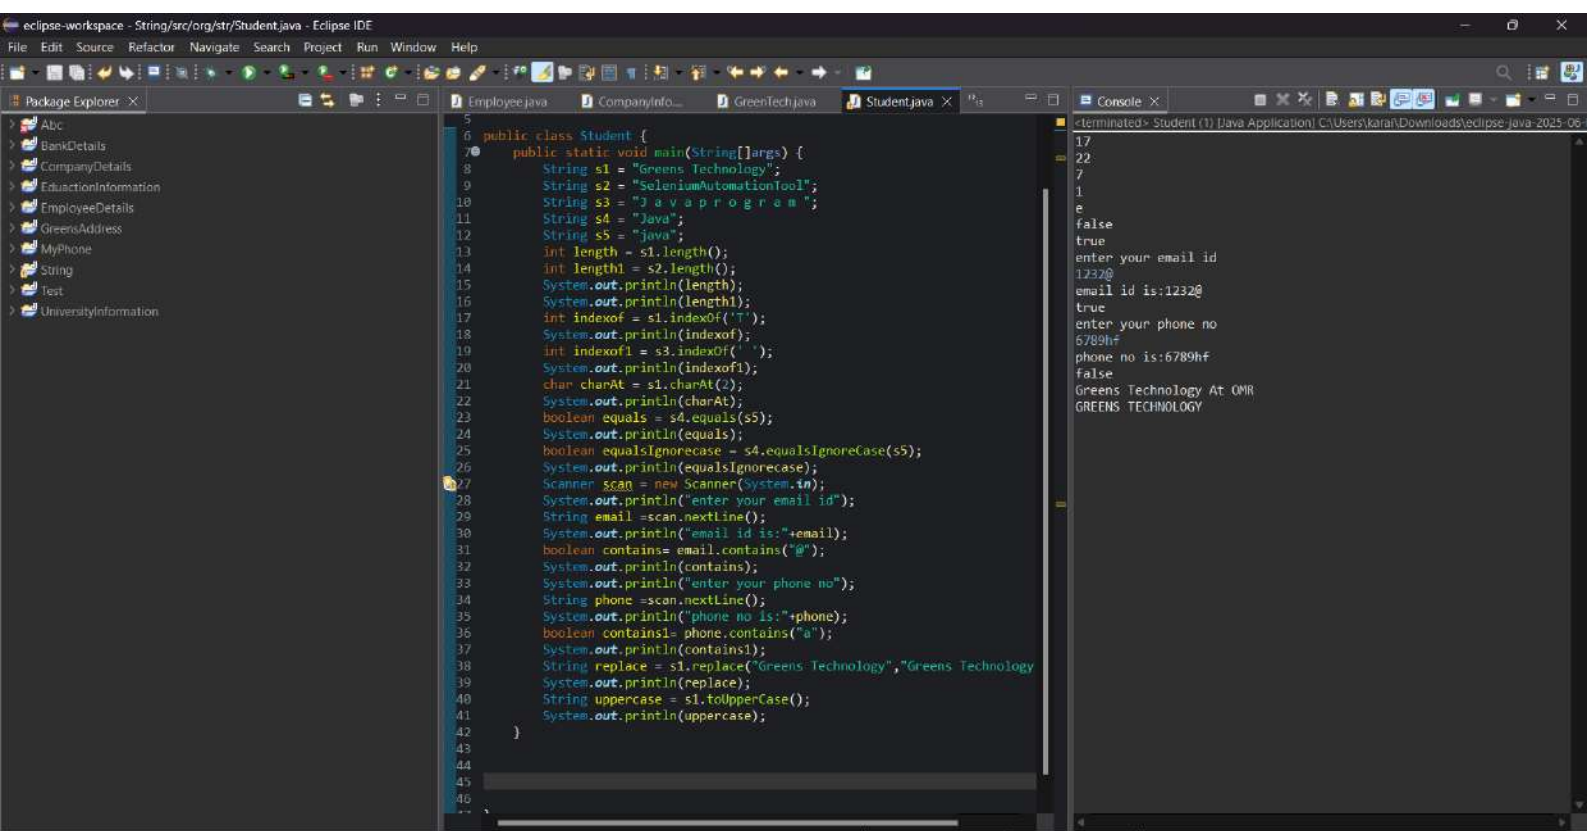 eclipse-workspace - String/src/org/str/Student.java - Eclipse IDE
File Edit Source Refactor Navigate Search Project Run Window Help
Package Explorer
Abc
BankDetails
CompanyDetails
EduactionInformation
EmployeeDetails
GreensAddress
MyPhone
String
Test
UniversityInformation
Employee.java CompanyInfo... GreenTech.java Student.java 13
5
6 public class Student {
7 public static void main(String[]args) {
8 String s1 = "Greens Technology";
9 String s2 = "SeleniumAutomationTool";
10 String s3 = "J a v a p r o g r a m ";
11 String s4 = "Java";
12 String s5 = "java";
13 int length = s1.length();
14 int length1 = s2.length();
15 System.out.println(length);
16 System.out.println(length1);
17 int indexof = s1.indexOf('T');
18 System.out.println(indexof);
19 int indexof1 = s3.indexOf(' ');
20 System.out.println(indexof1);
21 char charAt = s1.charAt(2);
22 System.out.println(charAt);
23 boolean equals = s4.equals(s5);
24 System.out.println(equals);
25 boolean equalsIgnorecase = s4.equalsIgnoreCase(s5);
26 System.out.println(equalsIgnorecase);
27 Scanner scan = new Scanner(System.in);
28 System.out.println("enter your email id");
29 String email =scan.nextLine();
30 System.out.println("email id is:"+email);
31 boolean contains= email.contains("@");
32 System.out.println(contains);
33 System.out.println("enter your phone no");
34 String phone =scan.nextLine();
35 System.out.println("phone no is:"+phone);
36 boolean contains1= phone.contains("a");
37 System.out.println(contains1);
38 String replace = s1.replace("Greens Technology","Greens Technology
39 System.out.println(replace);
40 String uppercase = s1.toUpperCase();
41 System.out.println(uppercase);
42 }
43
44
45
46
Console
<terminated> Student (1) [Java Application] C:\Users\karai\Downloads\eclipse-java-2025-06-
17
22
7
1
e
false
true
enter your email id
1232@
email id is:1232@
true
enter your phone no
6789hf
phone no is:6789hf
false
Greens Technology At OMR
GREENS TECHNOLOGY